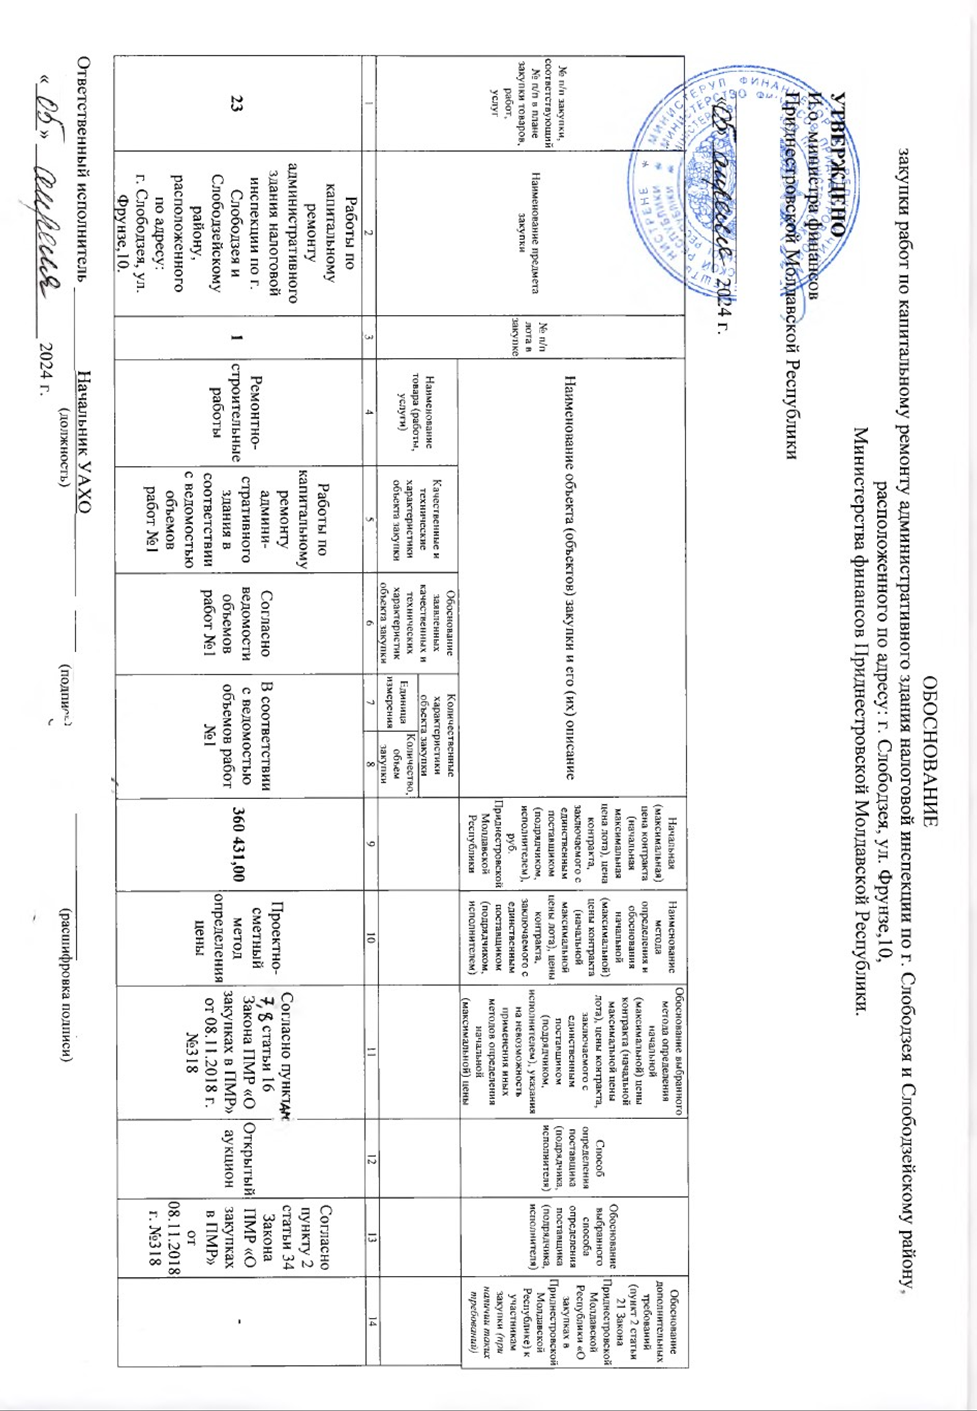 ОБОСНОВАНИЕ
закупки работ по капитальному ремонту административного здания налоговой инспекции по г. Слободзея и Слободзейскому району,
расположенного по адресу: г. Слободзея, ул. Фрунзе,10,
Министерства финансов Приднестровской Молдавской Республики.
УТВЕРЖДЕНО
И.о. министра финансов
Приднестровской Молдавской Республики
«05» апреля 2024 г.
№ п/п закупки,
соответствующий
№ п/п в плане
закупки товаров,
работ,
услуг
Наименование предмета
закупки
№ п/п
лота в
закупке
Наименование объекта (объектов) закупки и его (их) описание
Наименование
товара (работы,
услуги)
Качественные и
технические
характеристики
объекта закупки
Обоснование
заявленных
качественных и
технических
характеристик
объекта закупки
Количественные
характеристики
объекта закупки
Единица
измерения
Количество,
объем
закупки
Начальная
(максимальная)
цена контракта
(начальная
максимальная
цена лота), цена
контракта,
заключаемого с
единственным
поставщиком
(подрядчиком,
исполнителем),
руб.
Приднестровской
Молдавской
Республики
Наименование
метода
определения и
обоснования
начальной
(максимальной)
цены контракта
(начальной
максимальной
цены лота), цены
контракта,
заключаемого с
единственным
поставщиком
(подрядчиком,
исполнителем)
Обоснование выбранного
метода определения
начальной
(максимальной) цены
контракта (начальной
максимальной цены
лота), цены контракта,
заключаемого с
единственным
поставщиком
(подрядчиком,
исполнителем), указания
на невозможность
применения иных
методов определения
начальной
(максимальной) цены
Способ
определения
поставщика
(подрядчика,
исполнителя)
Обоснование
выбранного
способа
определения
поставщика
(подрядчика,
исполнителя)
Обоснование
дополнительных
требований
(пункт 2 статьи
21 Закона
Приднестровской
Молдавской
Республики «О
закупках в
Приднестровской
Молдавской
Республике) к
участникам
закупки (при
наличии таких
требований)
1
2
3
4
5
6
7
8
9
10
11
12
13
14
23
Работы по
капитальному
ремонту
административного
здания налоговой
инспекции по г.
Слободзея и
Слободзейскому
району,
расположенного
по адресу:
г. Слободзея, ул.
Фрунзе,10.
1
Ремонтно-
строительные
работы
Работы по
капитальному
ремонту
админи-
стративного
здания в
соответствии
с ведомостью
объемов
работ №1
Согласно
ведомости
объемов
работ №1
В соответствии
с ведомостью
объемов работ
№1
360 431,00
Проектно-
сметный
метод
определения
цены
Согласно пунктам
7,8 статьи 16
Закона ПМР «О
закупках в ПМР»
от 08.11.2018 г.
№318
Открытый
аукцион
Согласно
пункту 2
статьи 34
Закона
ПМР «О
закупках
в ПМР»
от
08.11.2018
г. №318
-
Ответственный исполнитель Начальник УАХО
(должность) (подпись) (расшифровка подписи)
«05» апреля 2024 г.